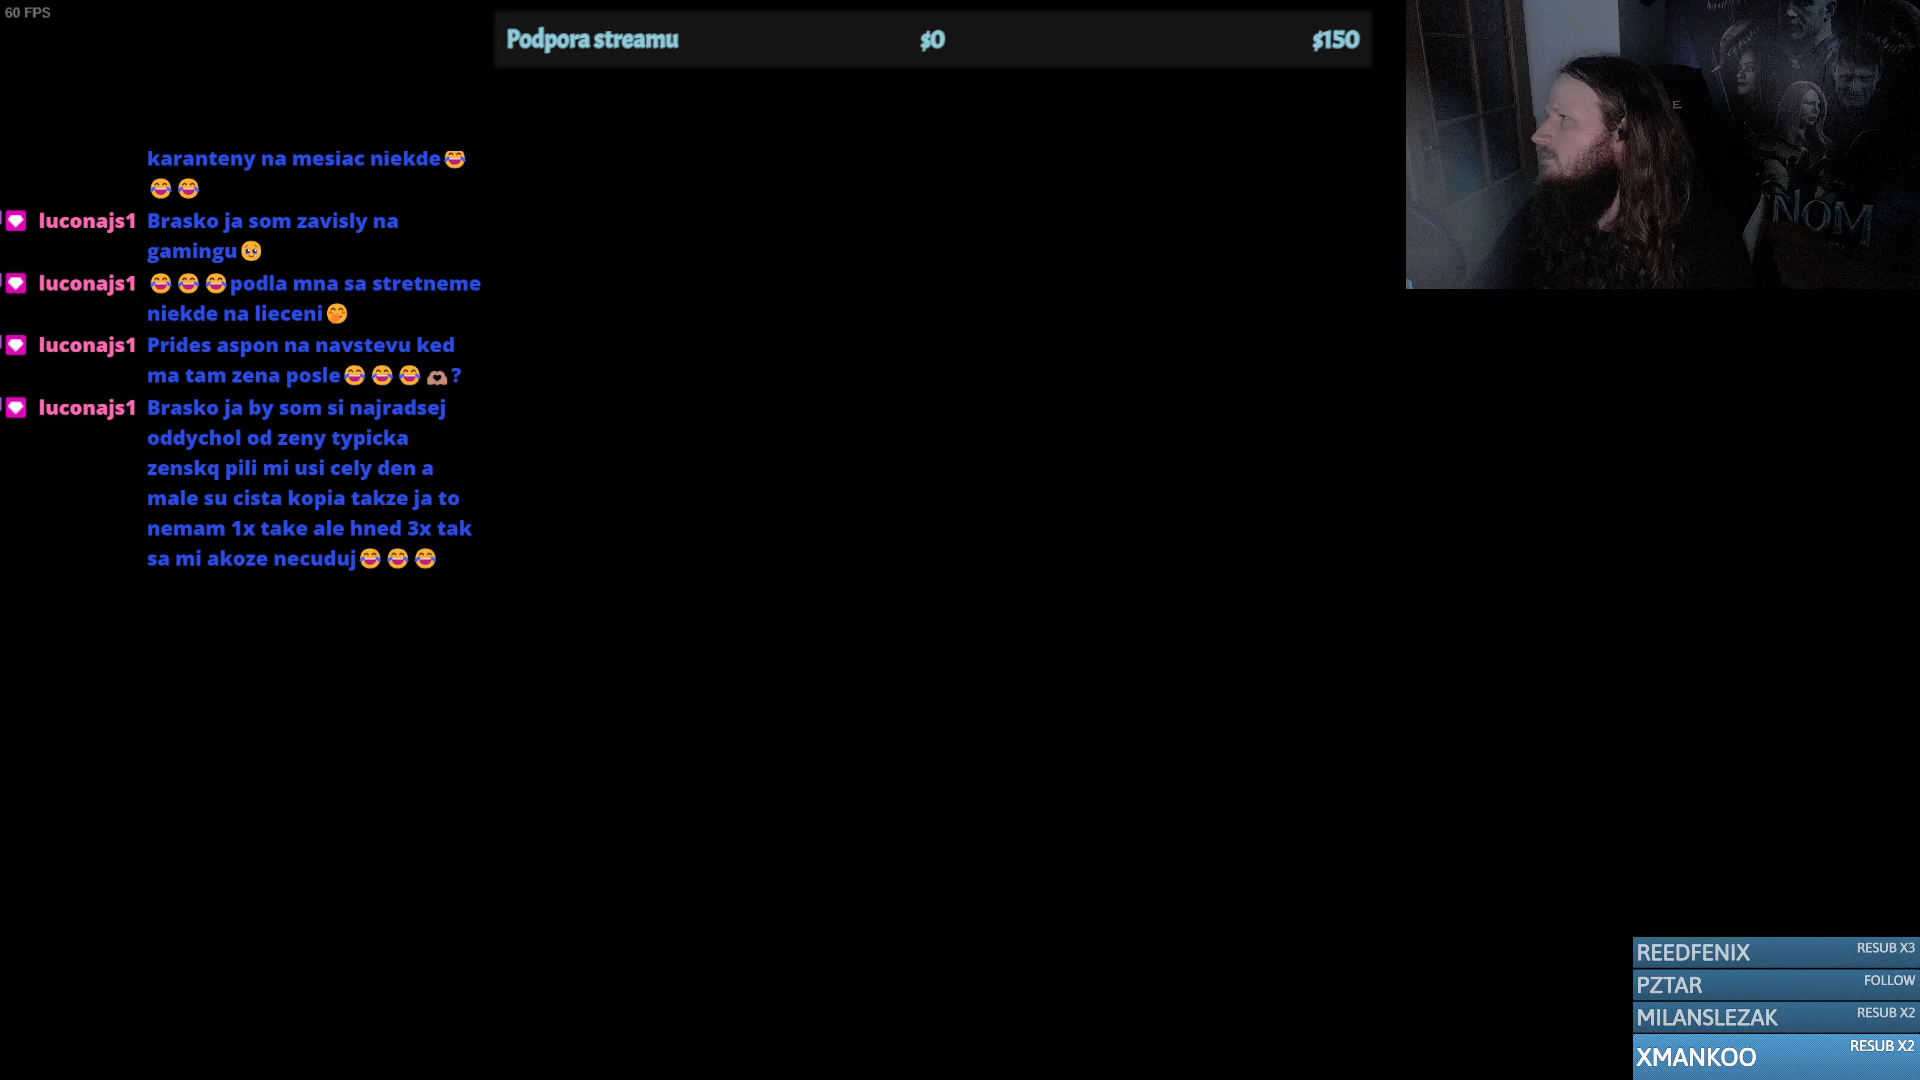 60 FPS
Podpora streamu $0 $150
karanteny na mesiac niekde😂
😂😂
luconajs1 Brasko ja som zavisly na
gamingu🥹
luconajs1 😂😂😂podla mna sa stretneme
niekde na lieceni🤭
luconajs1 Prides aspon na navstevu ked
ma tam zena posle😂😂😂🫶🏽?
luconajs1 Brasko ja by som si najradsej
oddychol od zeny typicka
zenskq pili mi usi cely den a
male su cista kopia takze ja to
nemam 1x take ale hned 3x tak
sa mi akoze necuduj😂😂😂
E
NOM
REEDFENIX RESUB X3
PZTAR FOLLOW
MILANSLEZAK RESUB X2
XMANKOO RESUB X2